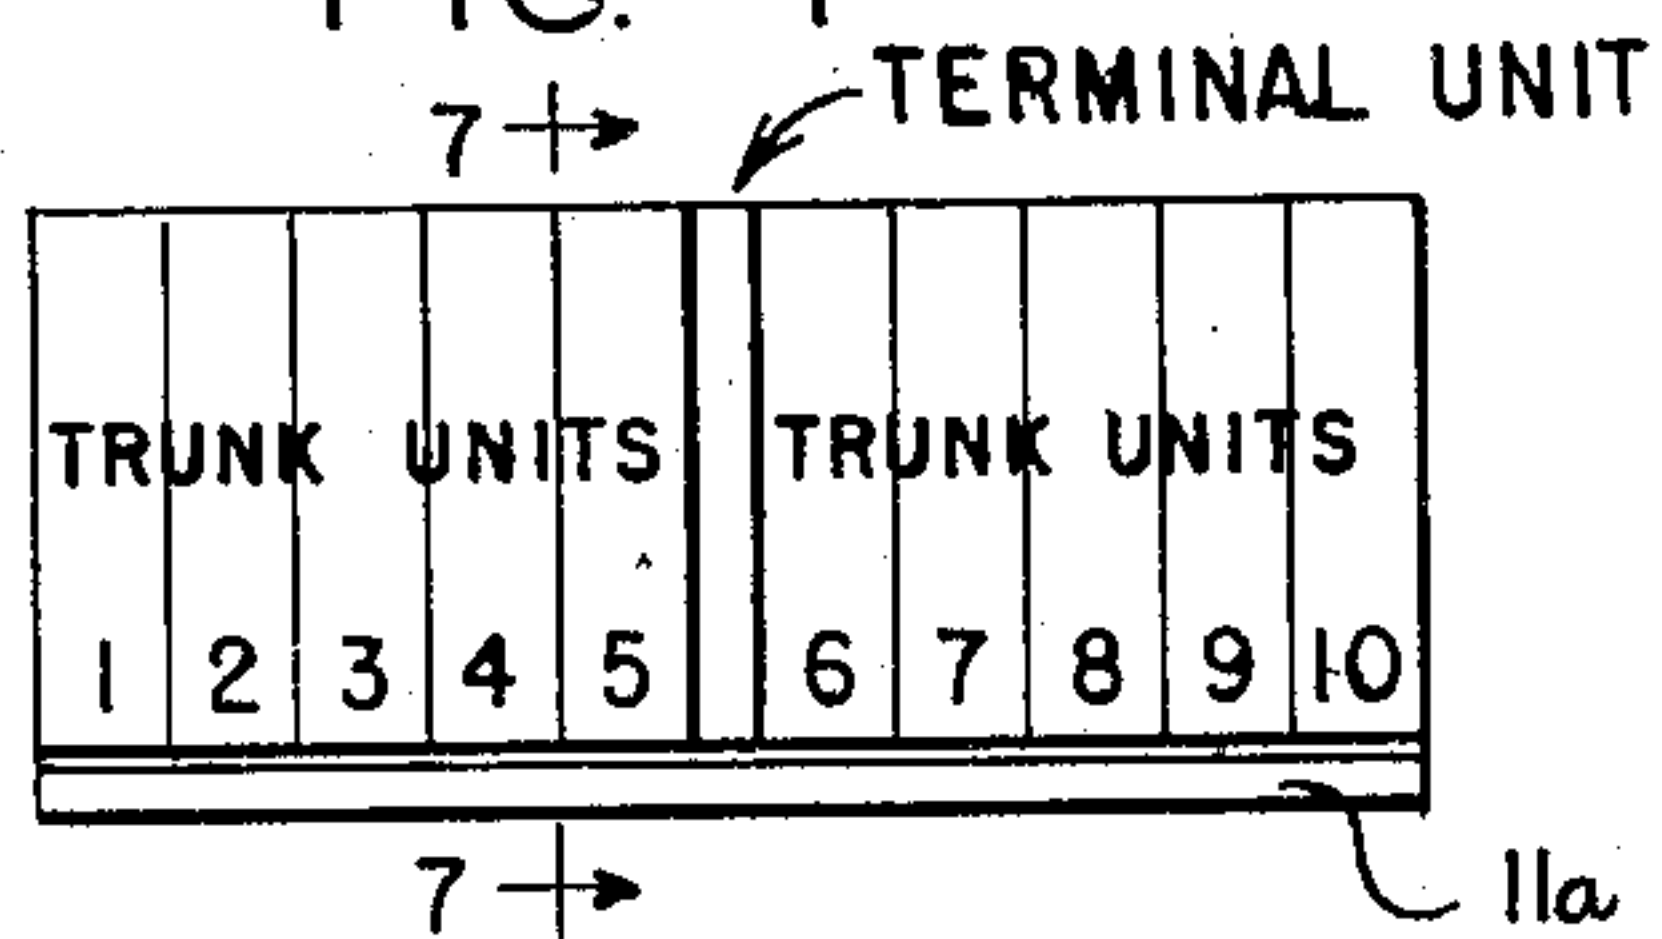 FIG.
7
TERMINAL UNIT
TRUNK UNITS TRUNK UNITS
1 2 3 4 5 6 7 8 9 10
7
11a